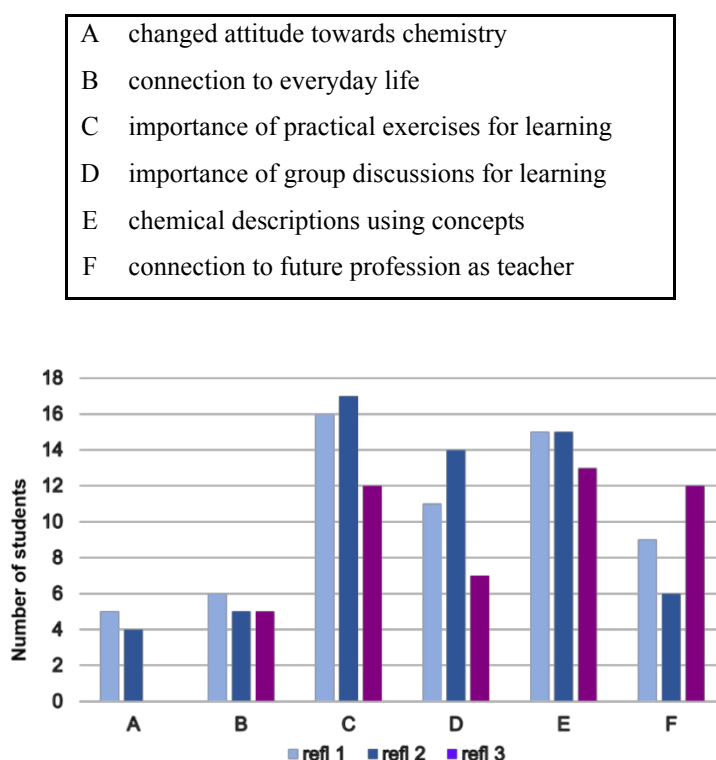 A changed attitude towards chemistry
B connection to everyday life
C importance of practical exercises for learning
D importance of group discussions for learning
E chemical descriptions using concepts
F connection to future profession as teacher
18
16
14
12
10
8
6
4
2
0
Number of students
A B C D E F
refl 1 refl 2 refl 3